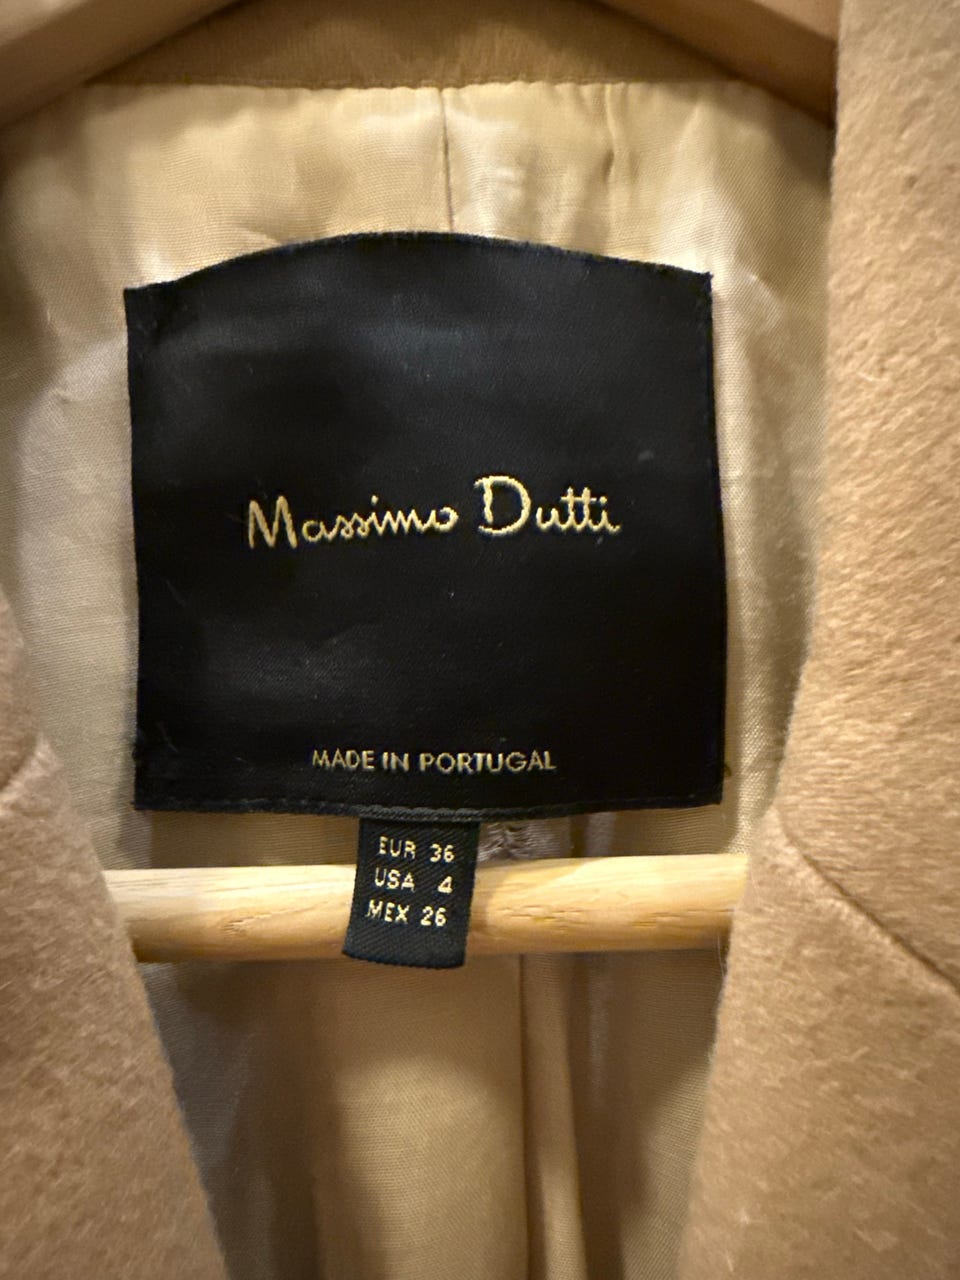 Massimo Dutti
MADE IN PORTUGAL
EUR 36
USA 4
MEX 26